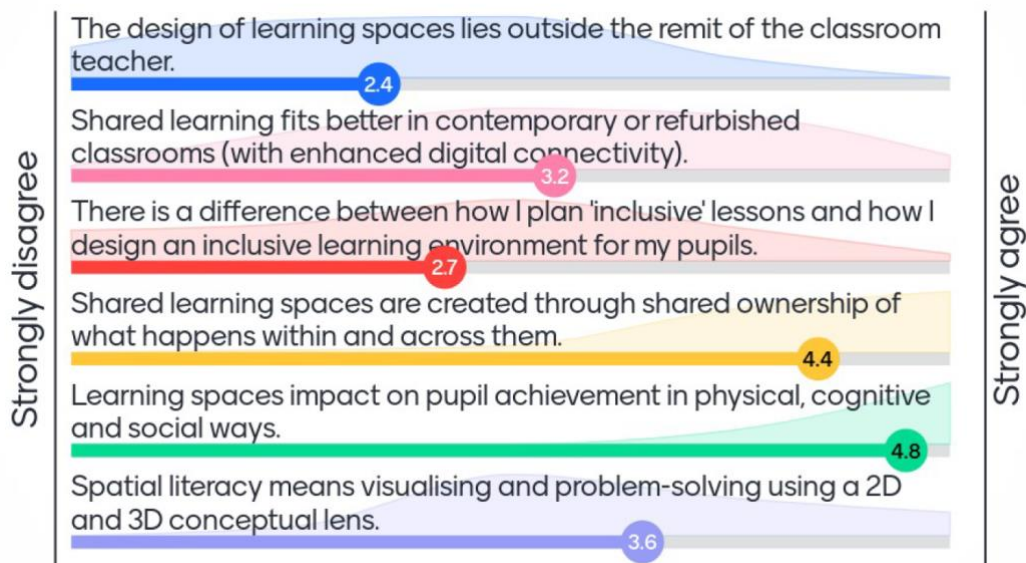 Strongly disagree
The design of learning spaces lies outside the remit of the classroom
teacher.
2.4
Shared learning fits better in contemporary or refurbished
classrooms (with enhanced digital connectivity).
3.2
There is a difference between how I plan 'inclusive' lessons and how I
design an inclusive learning environment for my pupils.
2.7
Shared learning spaces are created through shared ownership of
what happens within and across them.
4.4
Learning spaces impact on pupil achievement in physical, cognitive
and social ways.
4.8
Spatial literacy means visualising and problem-solving using a 2D
and 3D conceptual lens.
3.6
Strongly agree